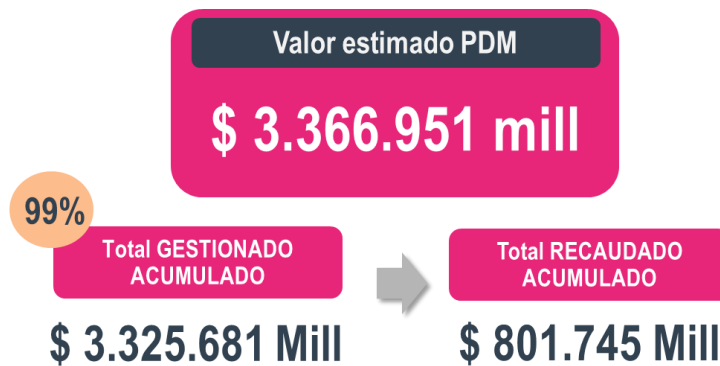 Valor estimado PDM
$ 3.366.951 mill
99%
Total GESTIONADO
ACUMULADO
$ 3.325.681 Mill
Total RECAUDADO
ACUMULADO
$ 801.745 Mill